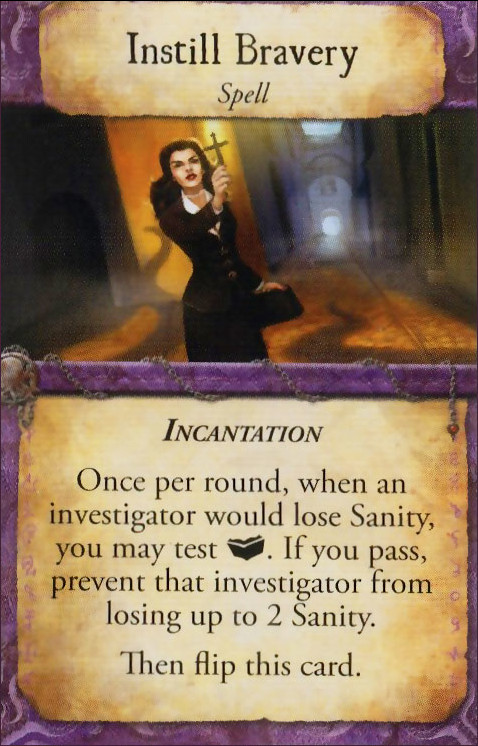 Instill Bravery
Spell
INCANTATION
Once per round, when an
investigator would lose Sanity,
you may test . If you pass,
prevent that investigator from
losing up to 2 Sanity.
Then flip this card.